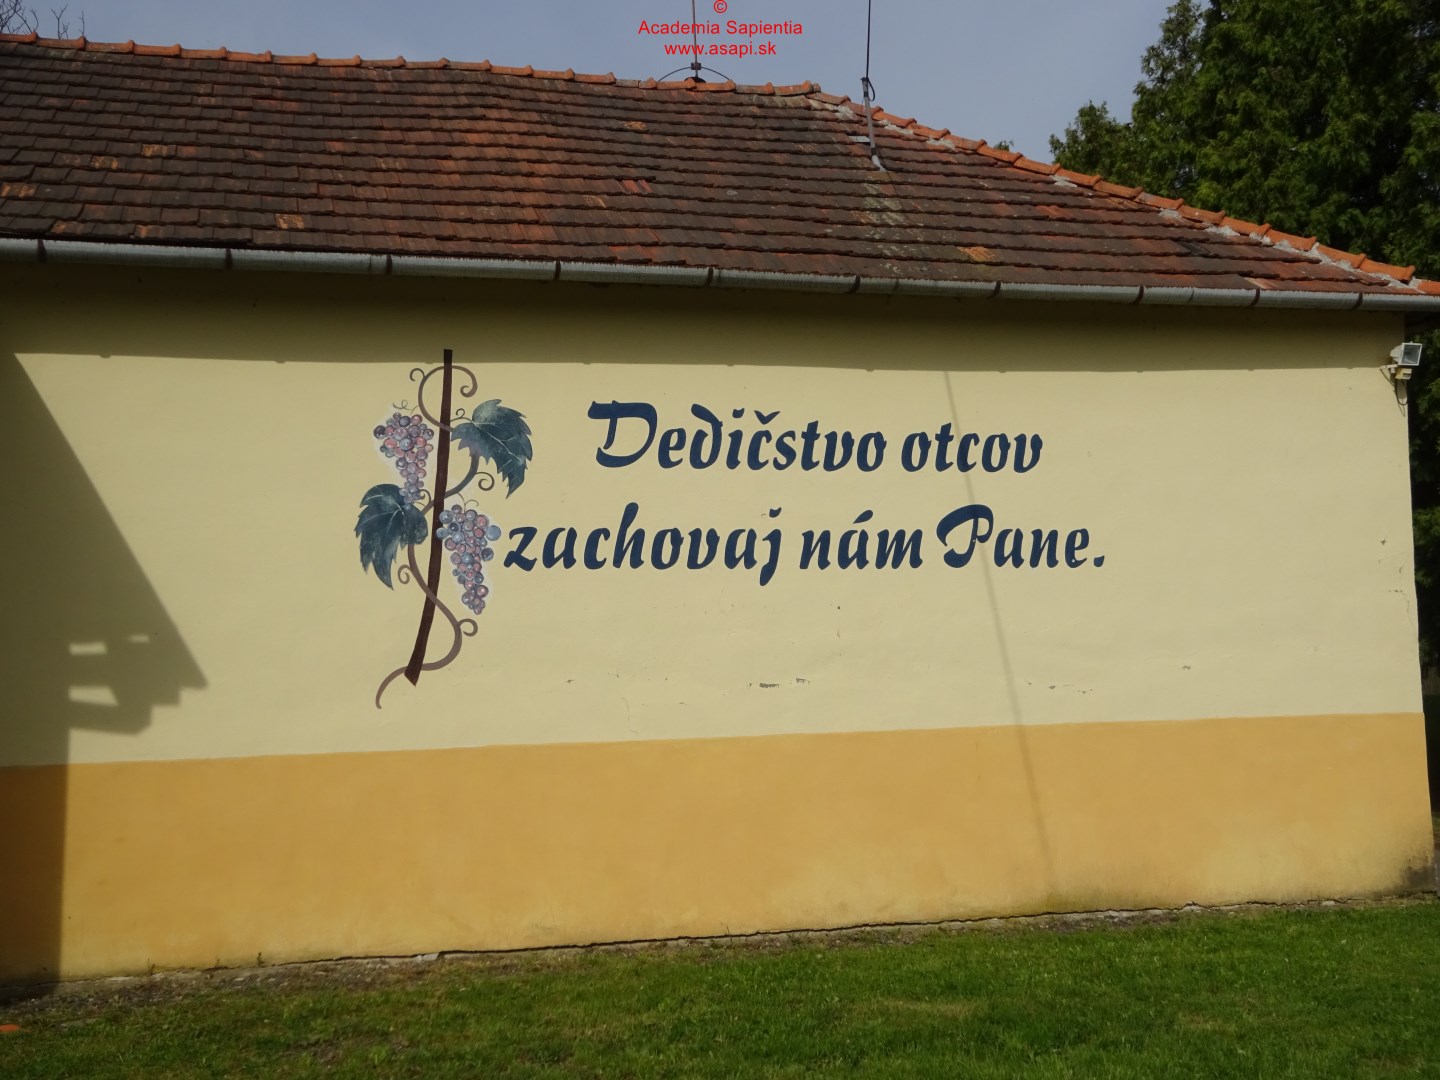 ©
Academia Sapientia
www.asapi.sk
Dedičstvo otcov
zachovaj nám Pane.